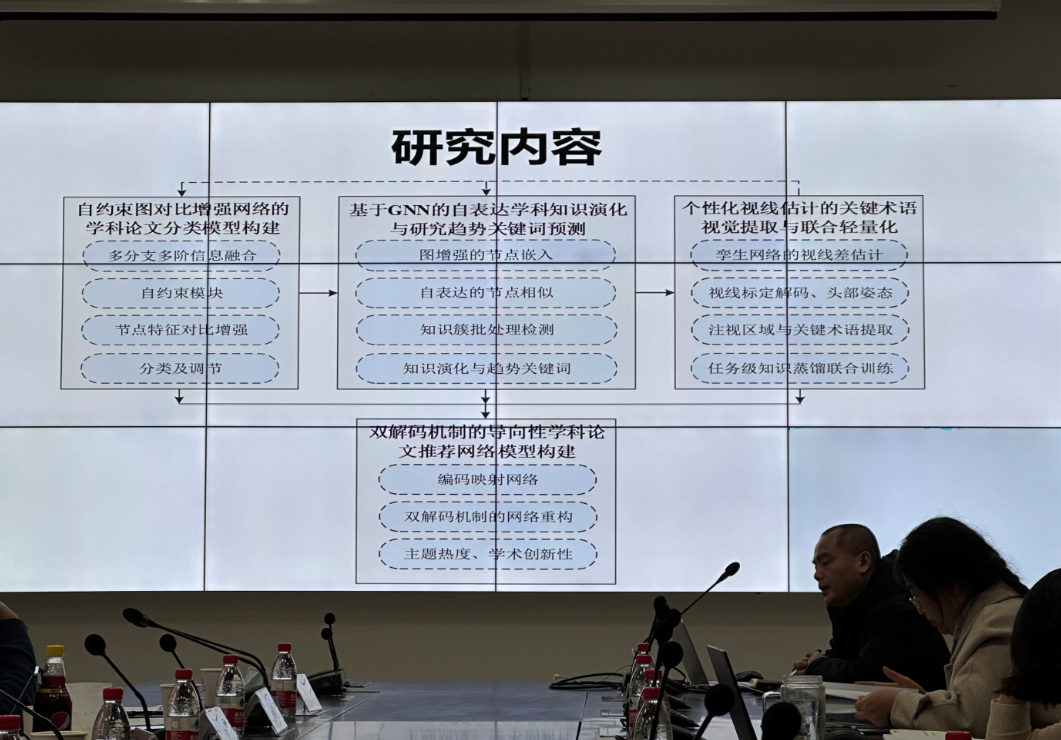 研究内容
自约束图对比增强网络的
学科论文分类模型构建
多分支多阶信息融合
自约束模块
节点特征对比增强
分类及调节
基于GNN的自表达学科知识演化
与研究趋势关键词预测
图增强的节点嵌入
自表达的节点相似
知识簇批处理检测
知识演化与趋势关键词
个性化视线估计的关键术语
视觉提取与联合轻量化
孪生网络的视线差估计
视线标定解码、头部姿态
注视区域与关键术语提取
任务级知识蒸馏联合训练
双解码机制的导向性学科论
文推荐网络模型构建
编码映射网络
双解码机制的网络重构
主题热度、学术创新性